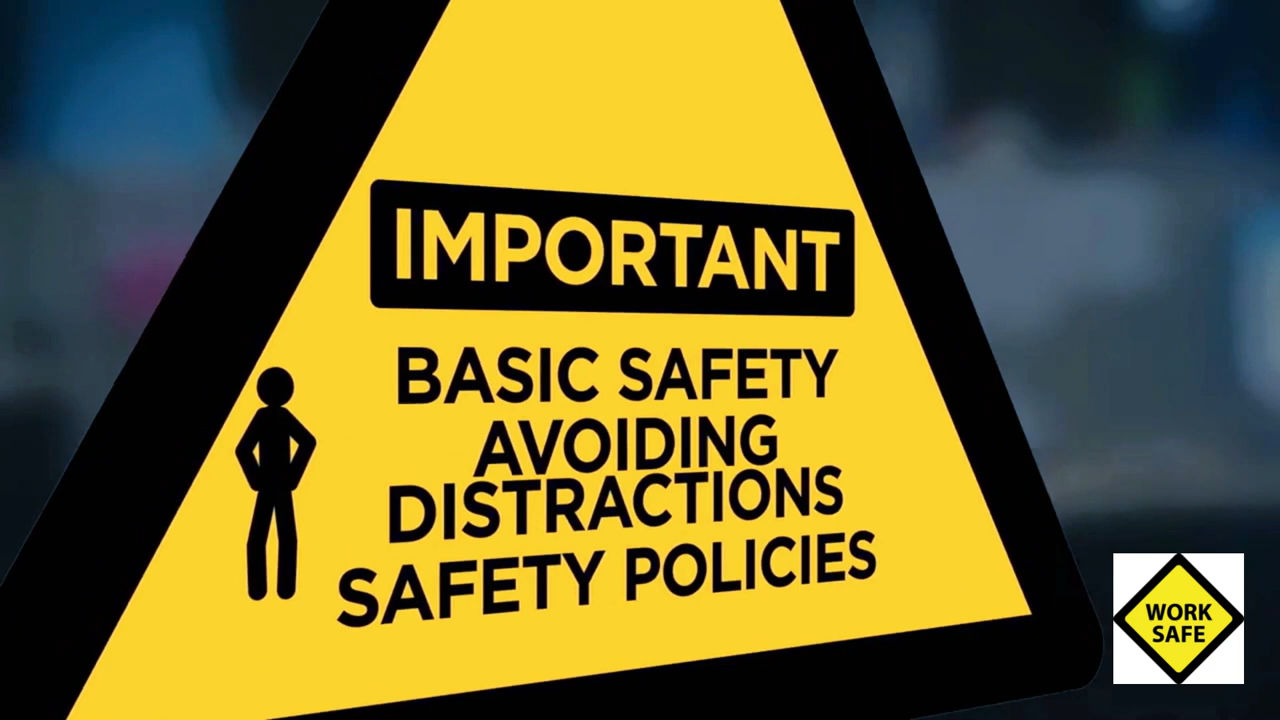 IMPORTANT
BASIC SAFETY
AVOIDING
DISTRACTIONS
SAFETY POLICIES
WORK
SAFE